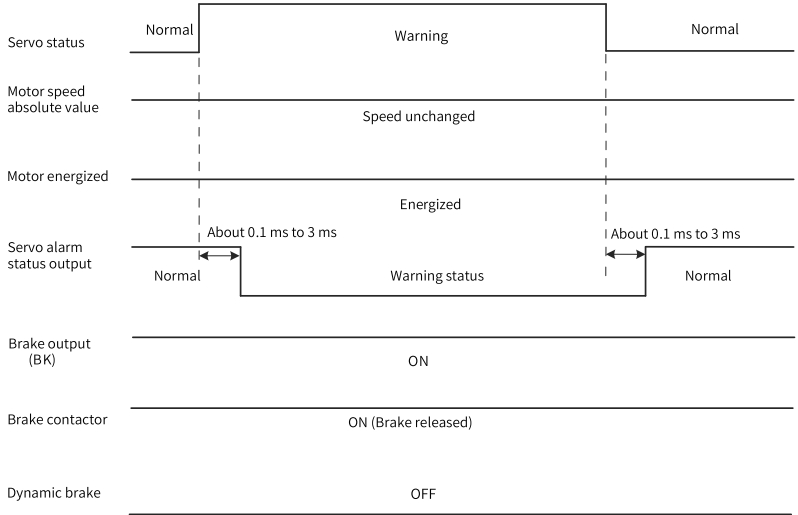 Servo status
Normal
Warning
Normal
Motor speed
absolute value
Speed unchanged
Motor energized
Energized
Servo alarm
status output
About 0.1 ms to 3 ms
About 0.1 ms to 3 ms
Normal
Warning status
Normal
Brake output
(BK)
ON
Brake contactor
ON (Brake released)
Dynamic brake
OFF